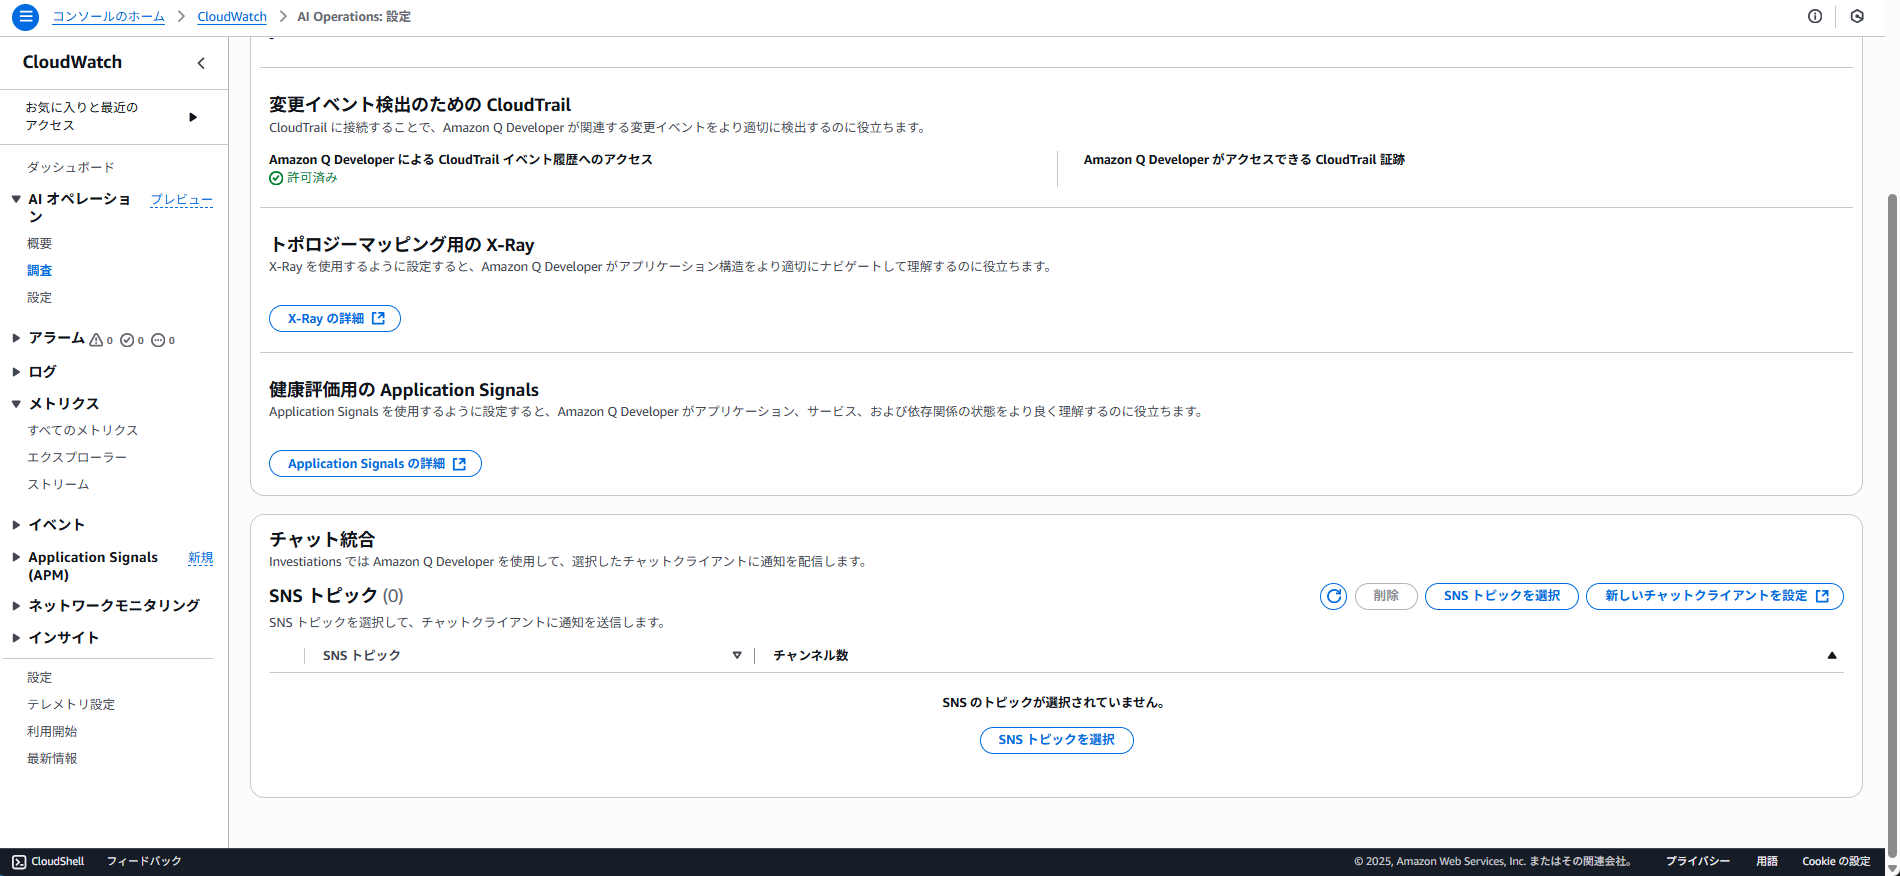 コンソールのホーム > CloudWatch > AI Operations: 設定
CloudWatch
お気に入りと最近の
アクセス
ダッシュボード
AI オペレーション プレビュー
概要
調査
設定
アラーム 0 0 0
ログ
メトリクス
すべてのメトリクス
エクスプローラー
ストリーム
イベント
Application Signals 新規
(APM)
ネットワークモニタリング
インサイト
設定
テレメトリ設定
利用開始
最新情報
-
変更イベント検出のための CloudTrail
CloudTrail に接続することで、Amazon Q Developer が関連する変更イベントをより適切に検出するのに役立ちます。
Amazon Q Developer による CloudTrail イベント履歴へのアクセス
許可済み
Amazon Q Developer がアクセスできる CloudTrail 証跡
トポロジーマッピング用の X-Ray
X-Ray を使用するように設定すると、Amazon Q Developer がアプリケーション構造をより適切にナビゲートして理解するのに役立ちます。
X-Ray の詳細
健康評価用の Application Signals
Application Signals を使用するように設定すると、Amazon Q Developer がアプリケーション、サービス、および依存関係の状態をより良く理解するのに役立ちます。
Application Signals の詳細
チャット統合
Investiations では Amazon Q Developer を使用して、選択したチャットクライアントに通知を配信します。
SNS トピック (0)
削除 SNS トピックを選択 新しいチャットクライアントを設定
SNS トピックを選択して、チャットクライアントに通知を送信します。
SNS トピック チャンネル数
SNS のトピックが選択されていません。
SNS トピックを選択
CloudShell フィードバック © 2025, Amazon Web Services, Inc. またはその関連会社。 プライバシー 用語 Cookie の設定